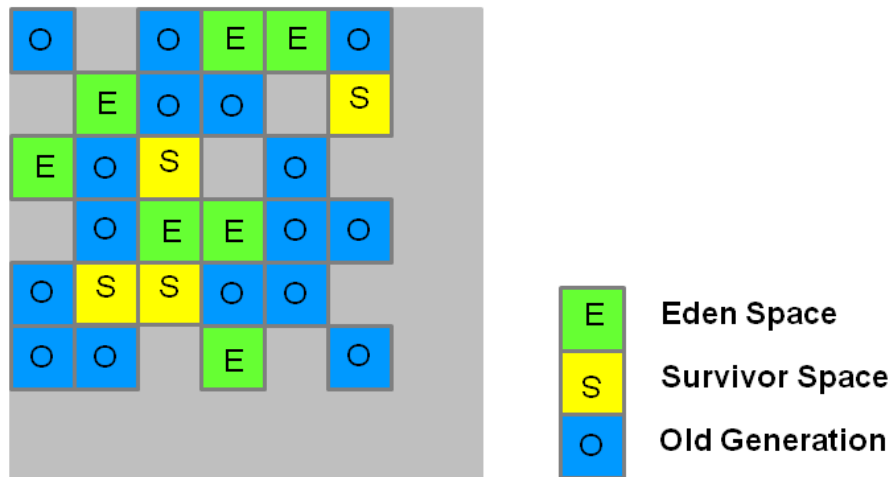 O O E E O
E O O S
E O S O
O E E O O
O S S O O
O O E O
E Eden Space
S Survivor Space
O Old Generation